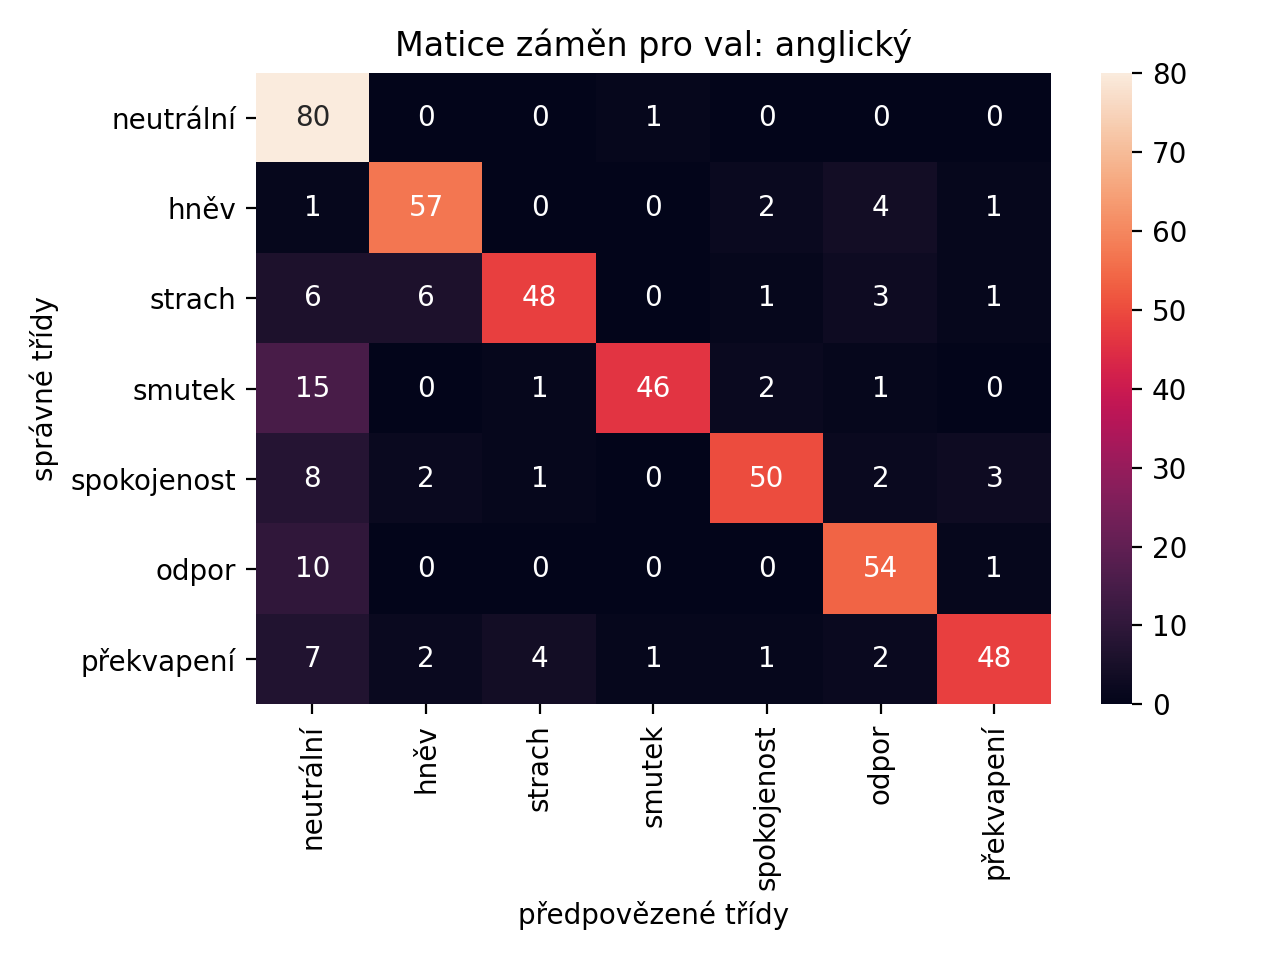 Matice záměn pro val: anglický
neutrální 80 0 0 1 0 0 0
hněv 1 57 0 0 2 4 1
strach 6 6 48 0 1 3 1
smutek 15 0 1 46 2 1 0
spokojenost 8 2 1 0 50 2 3
odpor 10 0 0 0 0 54 1
překvapení 7 2 4 1 1 2 48
správné třídy
neutrální hněv strach smutek spokojenost odpor překvapení
předpovězené třídy
80
70
60
50
40
30
20
10
0